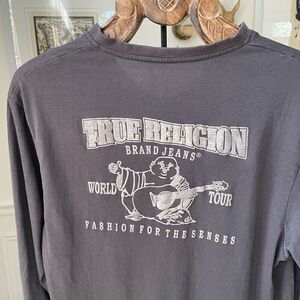 TRUE RELIGION
BRAND JEANS®
WORLD TOUR
FASHION FOR THE SENSES